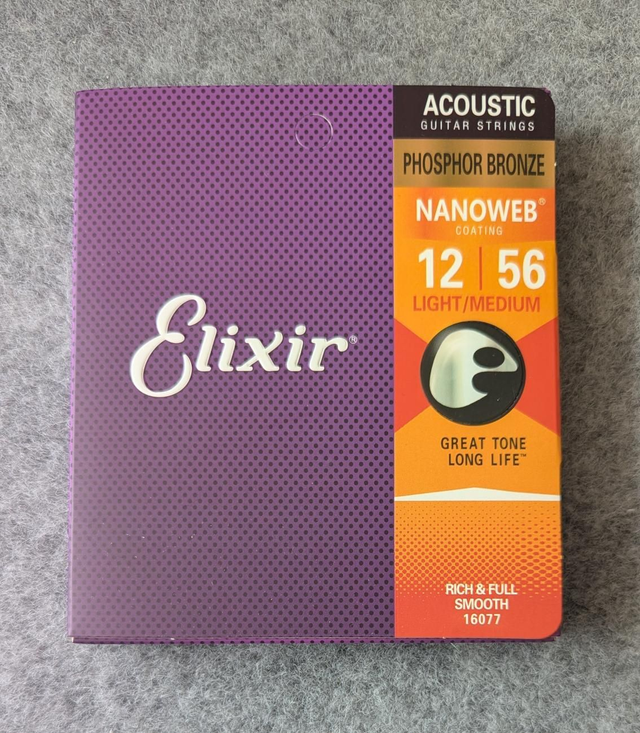 Elixir®
ACOUSTIC
GUITAR STRINGS
PHOSPHOR BRONZE
NANOWEB®
COATING
12 | 56
LIGHT/MEDIUM
GREAT TONE
LONG LIFE™
RICH & FULL
SMOOTH
16077